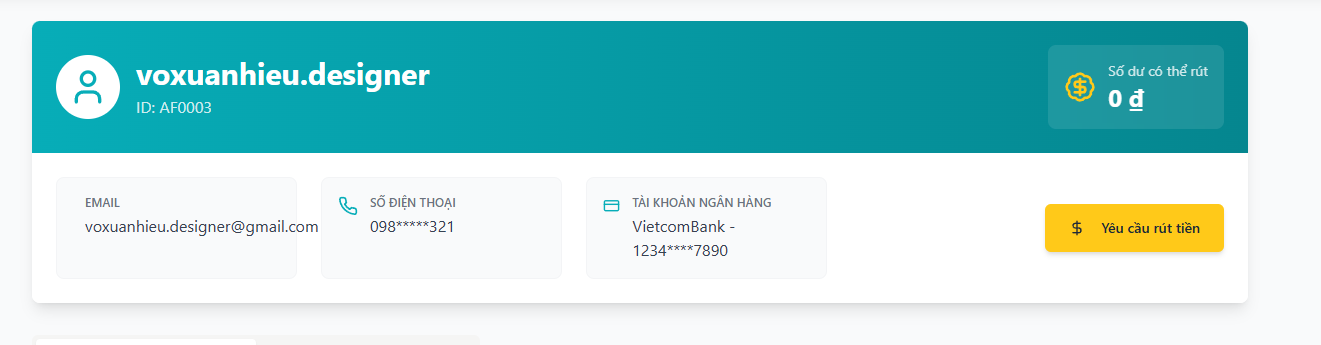 voxuanhieu.designer
ID: AF0003
Số dư có thể rút
0 ₫
EMAIL
voxuanhieu.designer@gmail.com
SỐ ĐIỆN THOẠI
098*****321
TÀI KHOẢN NGÂN HÀNG
VietcomBank -
1234****7890
Yêu cầu rút tiền